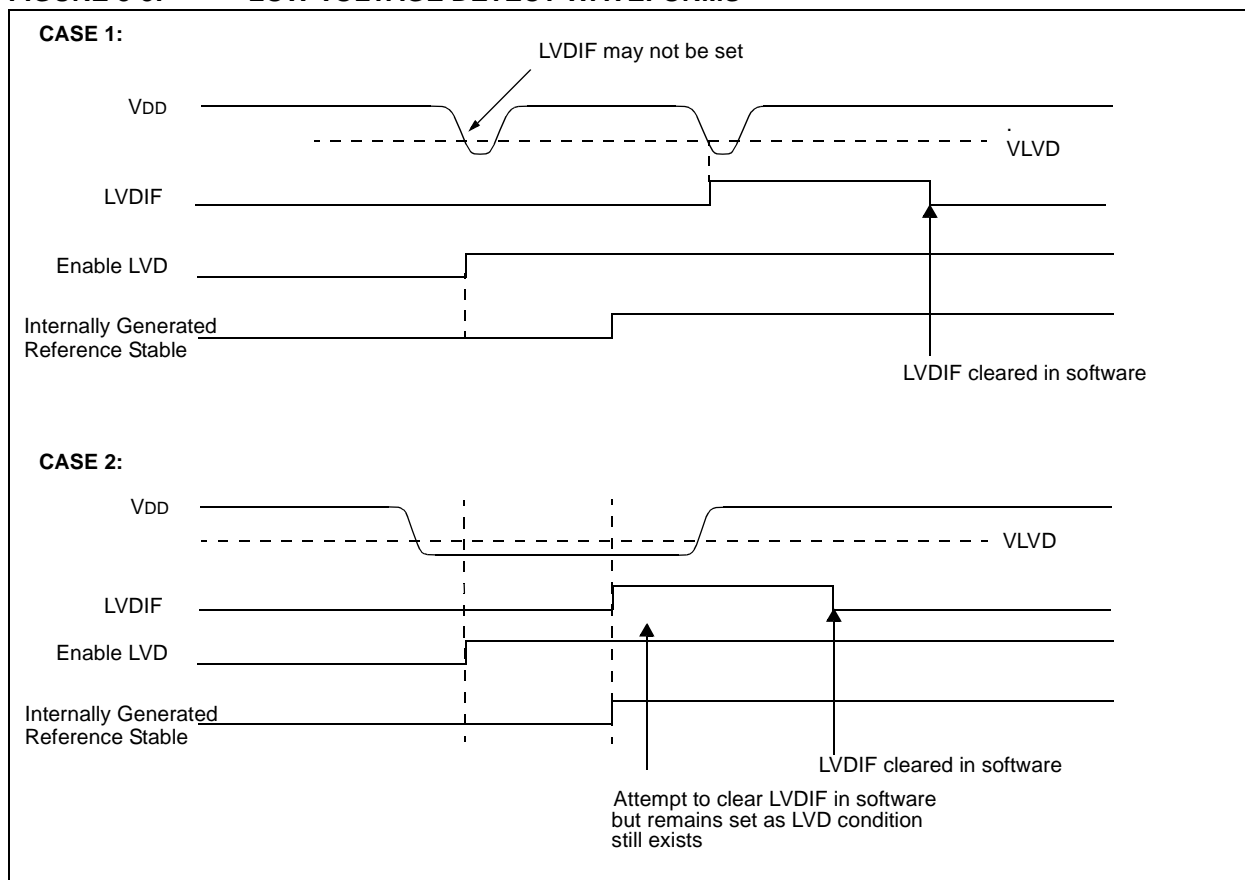 CASE 1:
LVDIF may not be set
VDD
.
VLVD
LVDIF
Enable LVD
Internally Generated
Reference Stable
LVDIF cleared in software
CASE 2:
VDD
VLVD
LVDIF
Enable LVD
Internally Generated
Reference Stable
LVDIF cleared in software
Attempt to clear LVDIF in software
but remains set as LVD condition
still exists